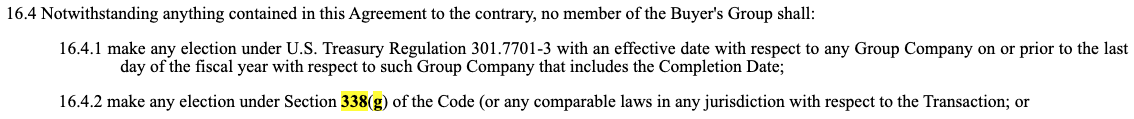 16.4 Notwithstanding anything contained in this Agreement to the contrary, no member of the Buyer's Group shall:
16.4.1 make any election under U.S. Treasury Regulation 301.7701-3 with an effective date with respect to any Group Company on or prior to the last
day of the fiscal year with respect to such Group Company that includes the Completion Date;
16.4.2 make any election under Section 338(g) of the Code (or any comparable laws in any jurisdiction with respect to the Transaction; or